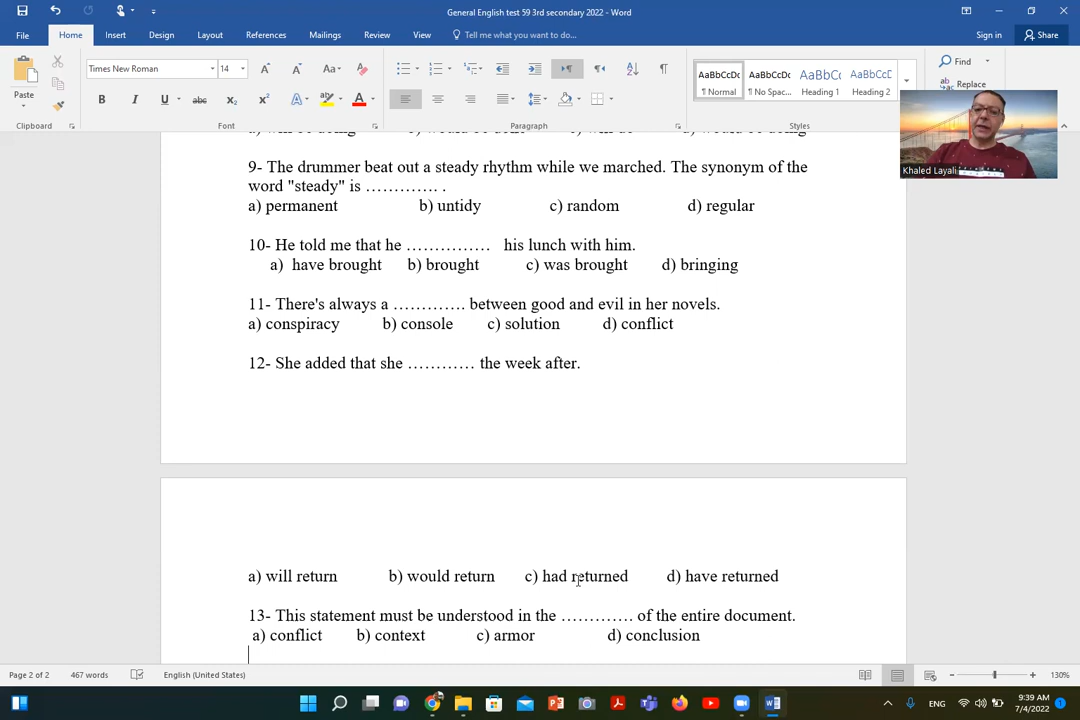 General English test 59 3rd secondary 2022 - Word
File Home Insert Design Layout References Mailings Review View Tell me what you want to do... Sign in Share
Paste
Clipboard
Times New Roman 14
Font
Paragraph
AaBbCcDc AaBbCcDc AaBbCc AaBbCcD
¶ Normal ¶ No Spac... Heading 1 Heading 2
Styles
Find
Replace
Khaled Layali
9- The drummer beat out a steady rhythm while we marched. The synonym of the
word "steady" is …………. .
a) permanent b) untidy c) random d) regular
10- He told me that he …………… his lunch with him.
a) have brought b) brought c) was brought d) bringing
11- There's always a …………. between good and evil in her novels.
a) conspiracy b) console c) solution d) conflict
12- She added that she ………… the week after.
a) will return b) would return c) had returned d) have returned
13- This statement must be understood in the …………. of the entire document.
a) conflict b) context c) armor d) conclusion
Page 2 of 2 467 words English (United States) 130%
ENG 9:39 AM
7/4/2022